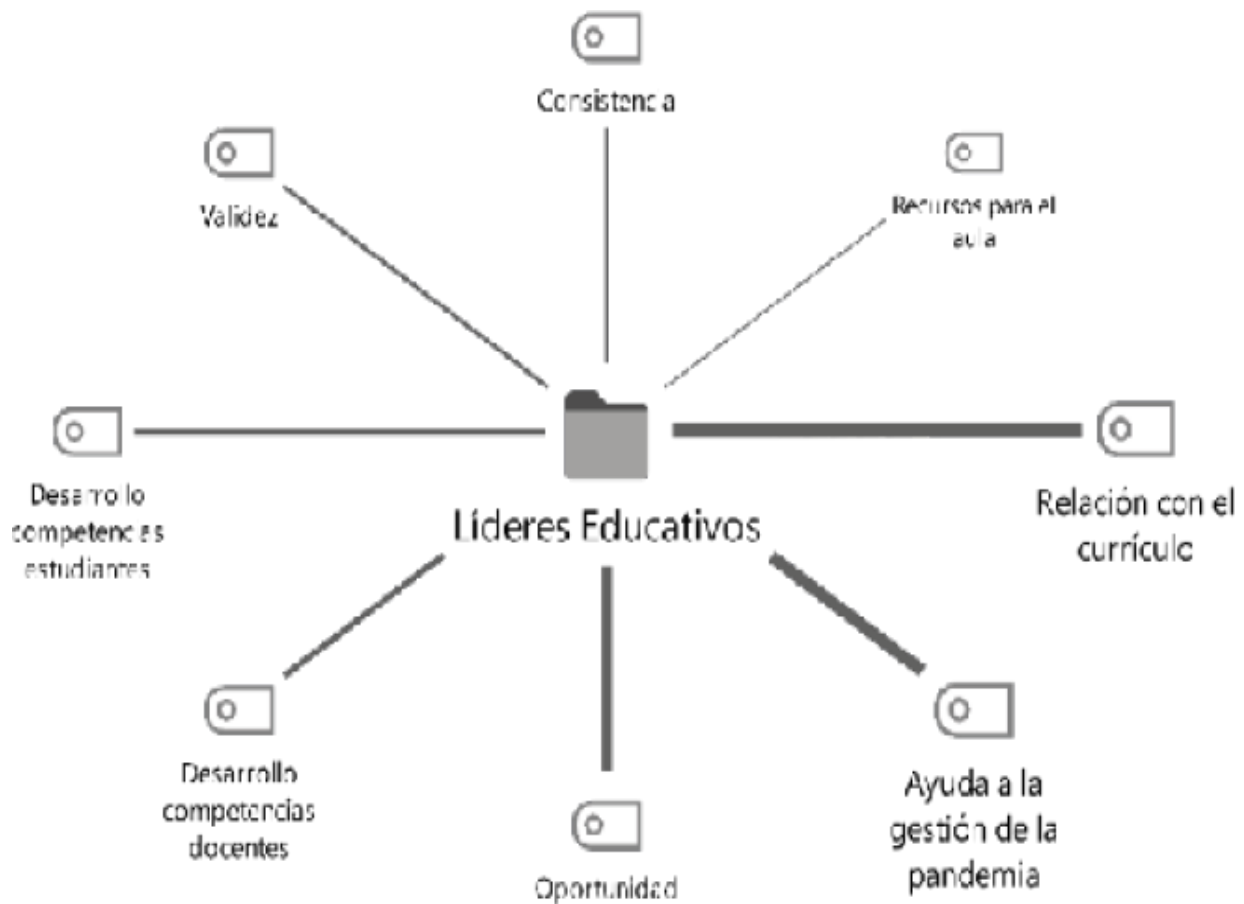 Consistencia
Validez
Recursos para el
aula
Desarrollo
competencias
estudiantes
Líderes Educativos
Relación con el
currículo
Desarrollo
competencias
docentes
Oportunidad
Ayuda a la
gestión de la
pandemia